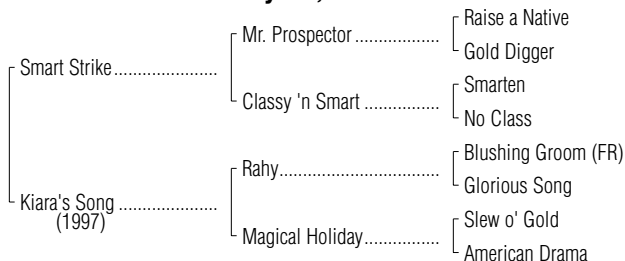 Raise a Native
Mr. Prospector ..................
Gold Digger
Smart Strike......................
Smarten
Classy 'n Smart ................
No Class
Blushing Groom (FR)
Rahy..................................
Glorious Song
Kiara's Song .....................
(1997)
Slew o' Gold
Magical Holiday................
American Drama